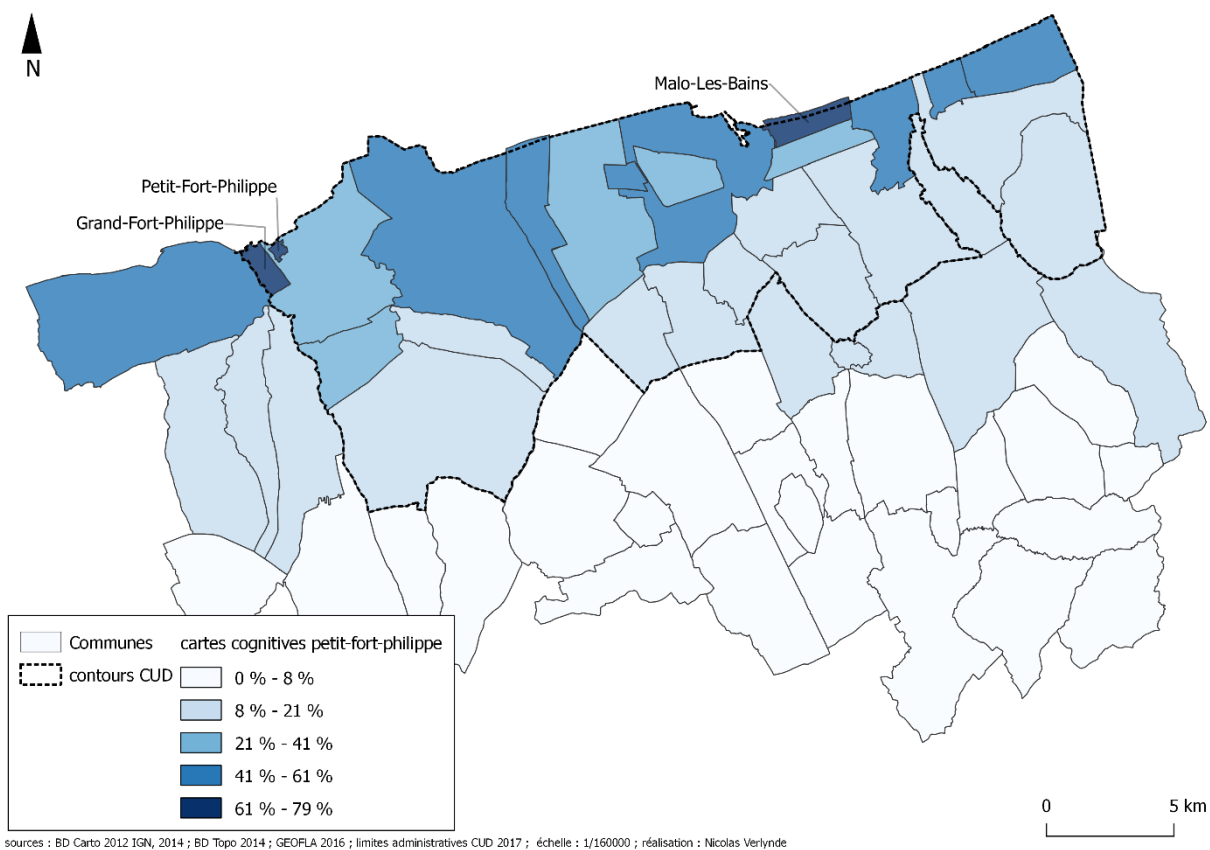 N
Malo-Les-Bains
Petit-Fort-Philippe
Grand-Fort-Philippe
Communes
contours CUD
cartes cognitives petit-fort-philippe
0 % - 8 %
8 % - 21 %
21 % - 41 %
41 % - 61 %
61 % - 79 %
0 5 km
sources : BD Carto 2012 IGN, 2014 ; BD Topo 2014 ; GEOFLA 2016 ; limites administratives CUD 2017 ; échelle : 1/160000 ; réalisation : Nicolas Verlynde